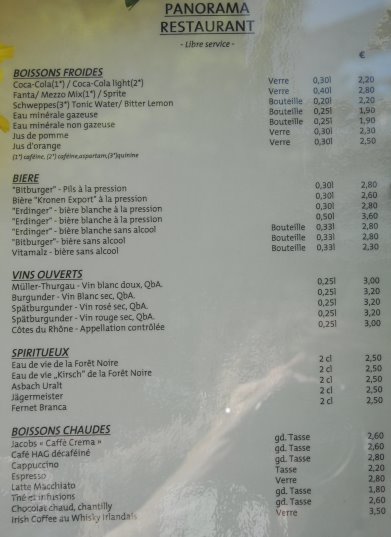 PANORAMA
RESTAURANT
- Libre service -
€
BOISSONS FROIDES
Coca-Cola(1*) / Coca-Cola light(2*) Verre 0,30l 2,20
Fanta/ Mezzo Mix(1*) / Sprite Verre 0,40l 2,80
Schweppes(3*) Tonic Water/ Bitter Lemon Bouteille 0,20l 2,20
Eau minérale gazeuse Bouteille 0,25l 1,90
Eau minérale non gazeuse Bouteille 0,25l 1,90
Jus de pomme Verre 0,30l 2,30
Jus d'orange Verre 0,30l 2,50
(1*) caféine, (2*) caféine,aspartam,(3*)quinine
BIERE
"Bitburger" - Pils à la pression 0,30l 2,80
Bière "Kronen Export" à la pression 0,30l 2,60
"Erdinger" - bière blanche à la pression 0,30l 2,80
"Erdinger" - bière blanche à la pression 0,50l 3,60
"Erdinger" - bière blanche sans alcool Bouteille 0,33l 2,80
"Bitburger"- bière sans alcool Bouteille 0,33l 2,80
Vitamalz - bière sans alcool Bouteille 0,33l 2,30
VINS OUVERTS
Müller-Thurgau - Vin blanc doux, QbA. 0,25l 3,00
Burgunder - Vin Blanc sec, QbA. 0,25l 3,20
Spätburgunder - Vin rosé sec, QbA. 0,25l 3,20
Spätburgunder - Vin rouge sec, QbA. 0,25l 3,20
Côtes du Rhône - Appellation contrôlée 0,25l 3,00
SPIRITUEUX
Eau de vie de la Forêt Noire 2 cl 2,50
Eau de vie „Kirsch" de la Forêt Noire 2 cl 2,50
Asbach Uralt 2 cl 2,50
Jägermeister 2 cl 2,50
Fernet Branca 2 cl 2,50
BOISSONS CHAUDES
Jacobs « Caffè Crema » gd. Tasse 2,60
Café HAG décaféiné gd. Tasse 2,60
Cappuccino gd. Tasse 2,80
Espresso Tasse 2,20
Latte Macchiato Verre 2,80
Thé et infusions gd. Tasse 1,80
Chocolat chaud, chantilly gd. Tasse 2,60
Irish Coffee au Whisky irlandais Verre 3,50